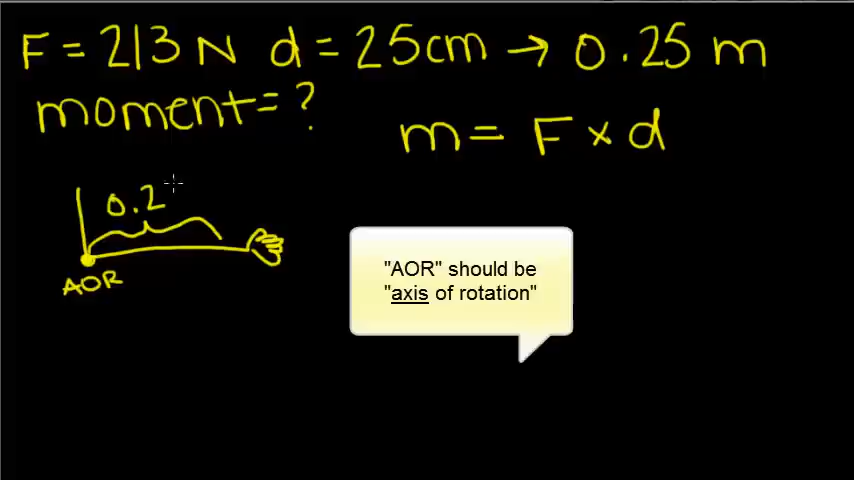 F = 213 N d = 25cm → 0.25 m
moment = ?
m = F × d
0.2
AOR
"AOR" should be
"axis of rotation"